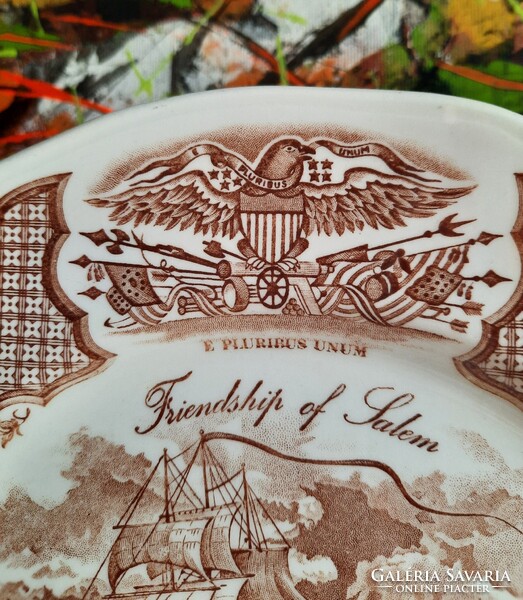 E PLURIBUS UNUM
E PLURIBUS UNUM
Friendship of Salem
GALÉRIA SAVARIA
ONLINE PIACTÉR